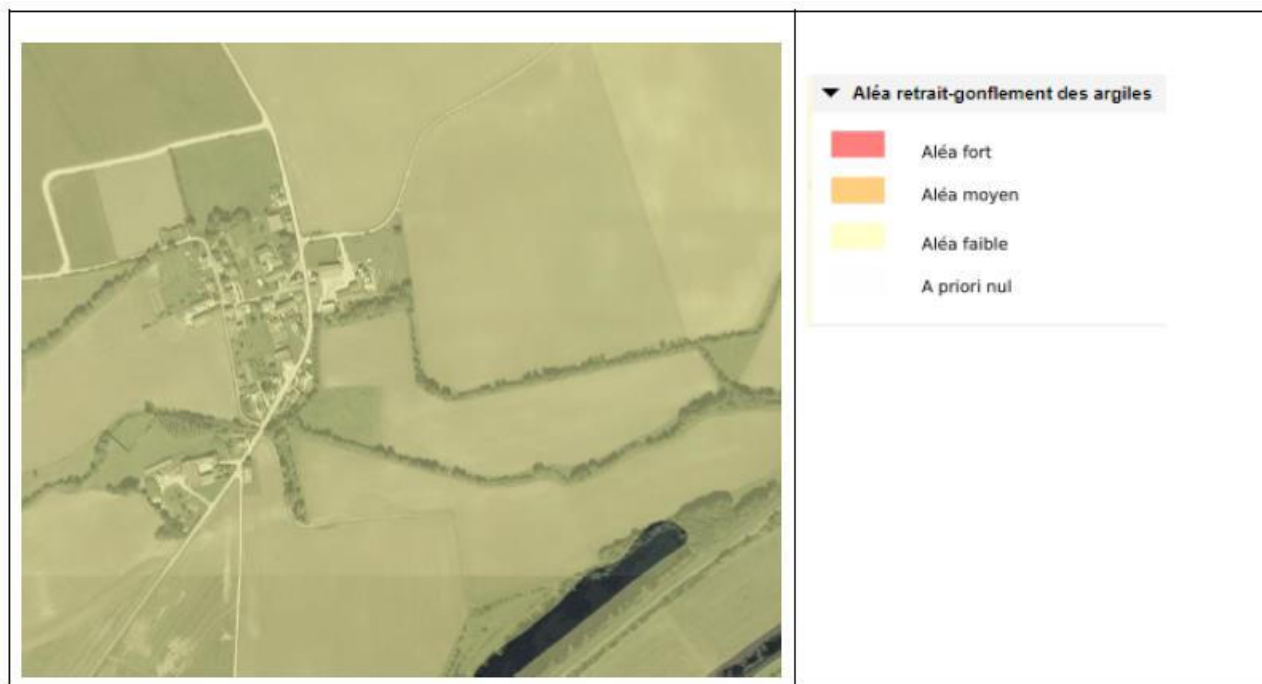 Aléa retrait-gonflement des argiles
Aléa fort
Aléa moyen
Aléa faible
A priori nul